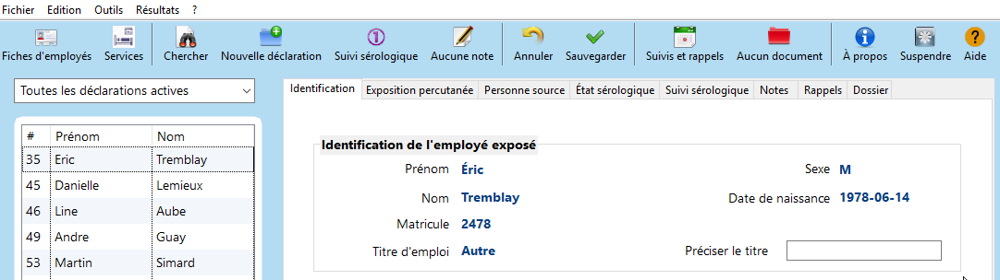 Fichier Edition Outils Résultats ?
Fiches d'employés Services Chercher Nouvelle déclaration Suivi sérologique Aucune note Annuler Sauvegarder Suivis et rappels Aucun document À propos Suspendre Aide
Toutes les déclarations actives
# Prénom Nom
35 Eric Tremblay
45 Danielle Lemieux
46 Line Aube
49 Andre Guay
53 Martin Simard
Identification Exposition percutanée Personne source État sérologique Suivi sérologique Notes Rappels Dossier
Identification de l'employé exposé
Prénom Éric Sexe M
Nom Tremblay Date de naissance 1978-06-14
Matricule 2478
Titre d'emploi Autre Préciser le titre